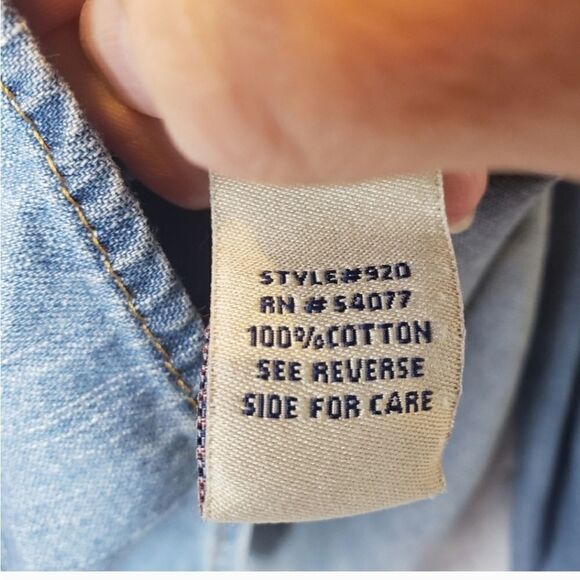 STYLE#920
RN #54077
100%COTTON
SEE REVERSE
SIDE FOR CARE